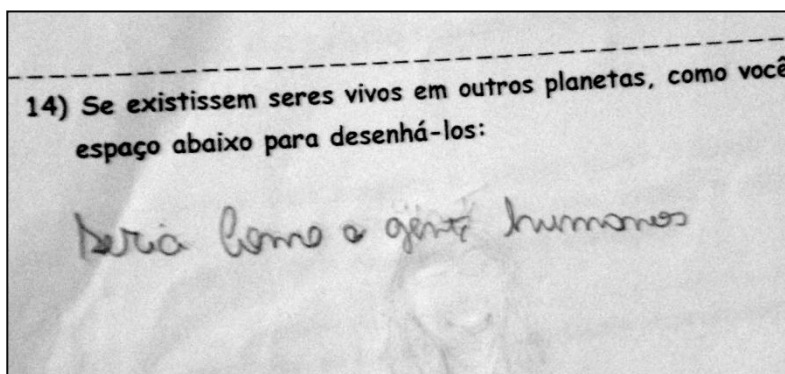 14) Se existissem seres vivos em outros planetas, como você
espaço abaixo para desenhá-los:
Seria como a gente humanos